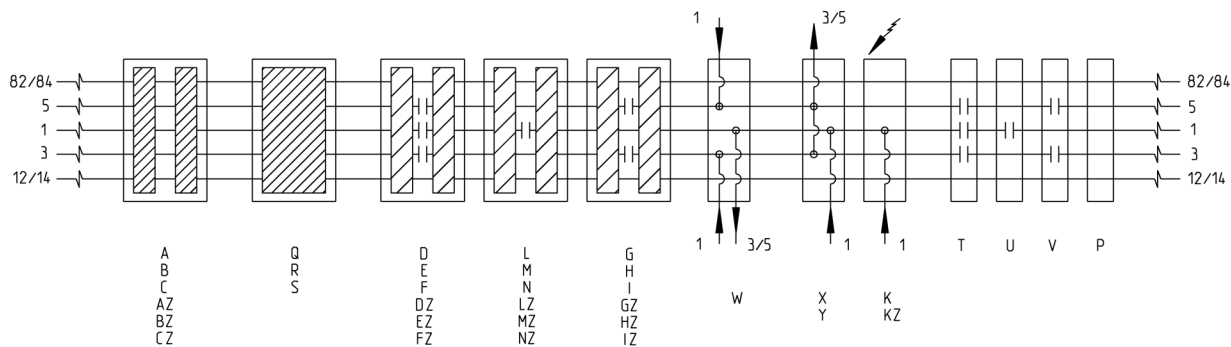 1
3/5
82/84
5
1
3
12/14
82/84
5
1
3
12/14
1
3/5
1
1
A
B
C
AZ
BZ
CZ
Q
R
S
D
E
F
DZ
EZ
FZ
L
M
N
LZ
MZ
NZ
G
H
I
GZ
HZ
IZ
W
X
Y
K
KZ
T
U
V
P